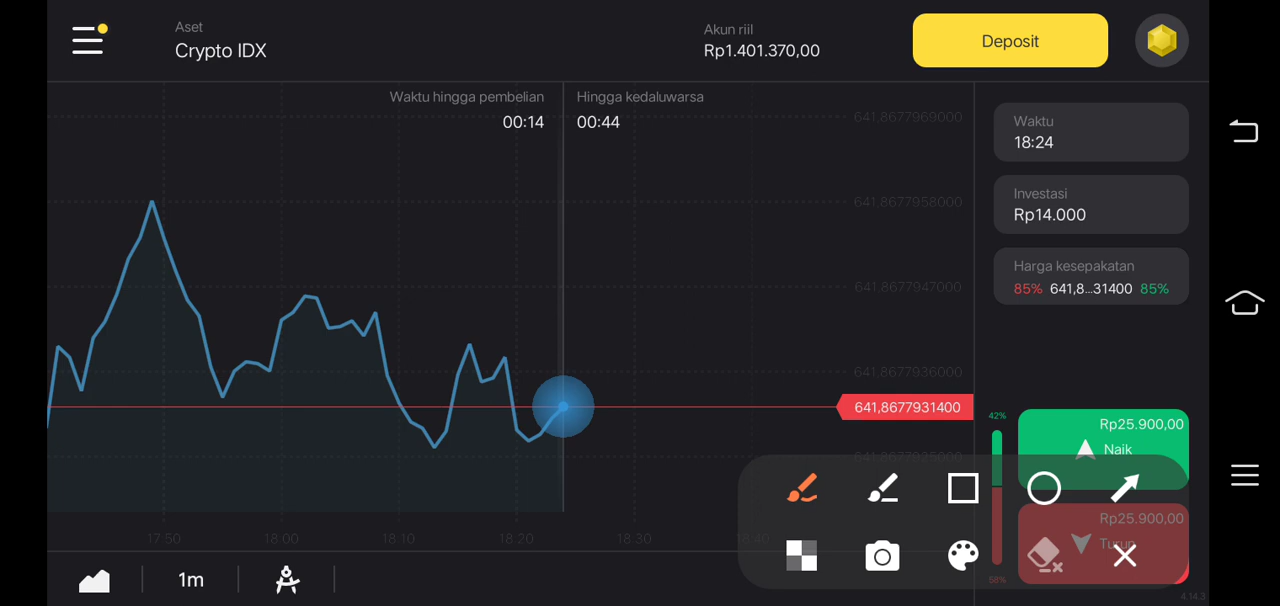 Aset
Crypto IDX
Akun riil
Rp1.401.370,00
Deposit
Waktu hingga pembelian
00:14
Hingga kedaluwarsa
00:44
641,8677969000
641,8677958000
641,8677947000
641,8677936000
641,8677931400
641,8677925000
17:50
18:00
18:10
18:20
18:30
18:40
Waktu
18:24
Investasi
Rp14.000
Harga kesepakatan
85% 641,8...31400 85%
42%
Rp25.900,00
Naik
Rp25.900,00
Turun
58%
1m
4.14.3